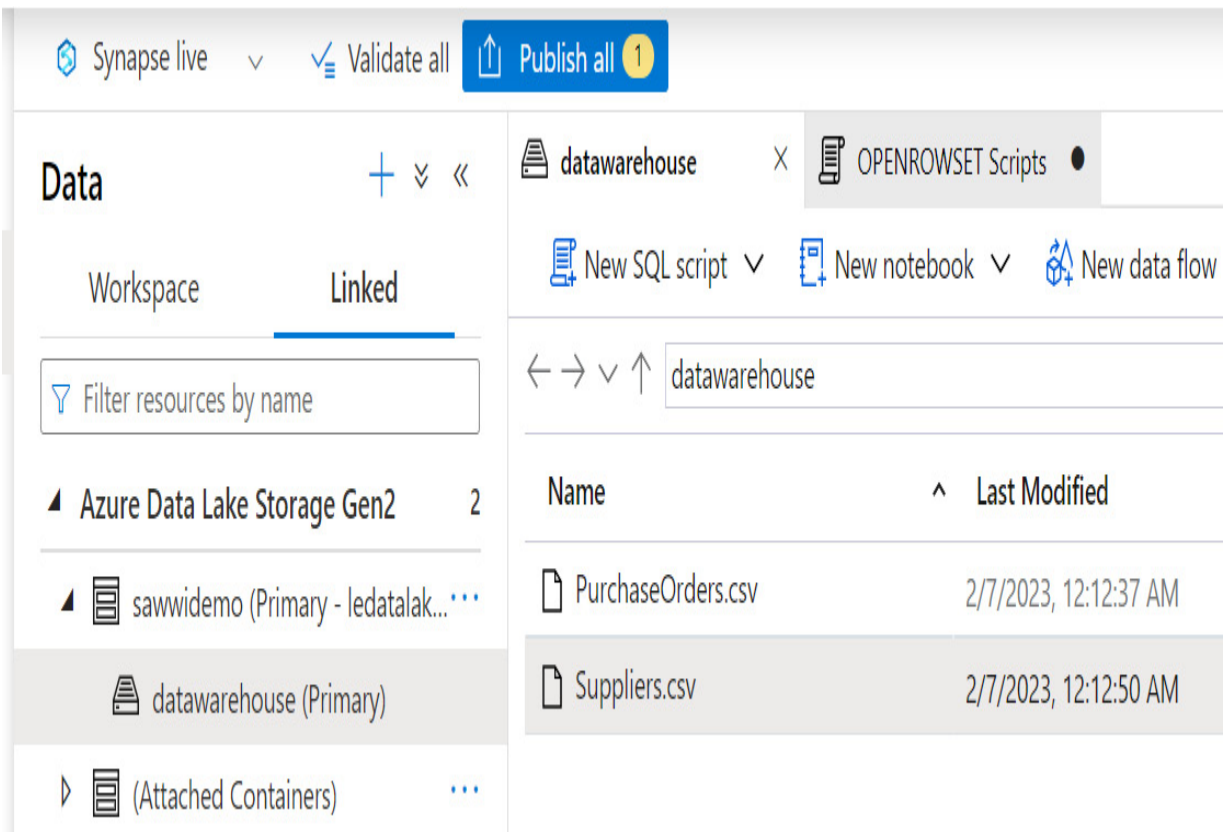 Synapse live Validate all Publish all 1
Data
Workspace Linked
Filter resources by name
Azure Data Lake Storage Gen2 2
sawwidemo (Primary - ledatalak...
datawarehouse (Primary)
(Attached Containers)
datawarehouse OPENROWSET Scripts
New SQL script New notebook New data flow
datawarehouse
Name Last Modified
PurchaseOrders.csv 2/7/2023, 12:12:37 AM
Suppliers.csv 2/7/2023, 12:12:50 AM